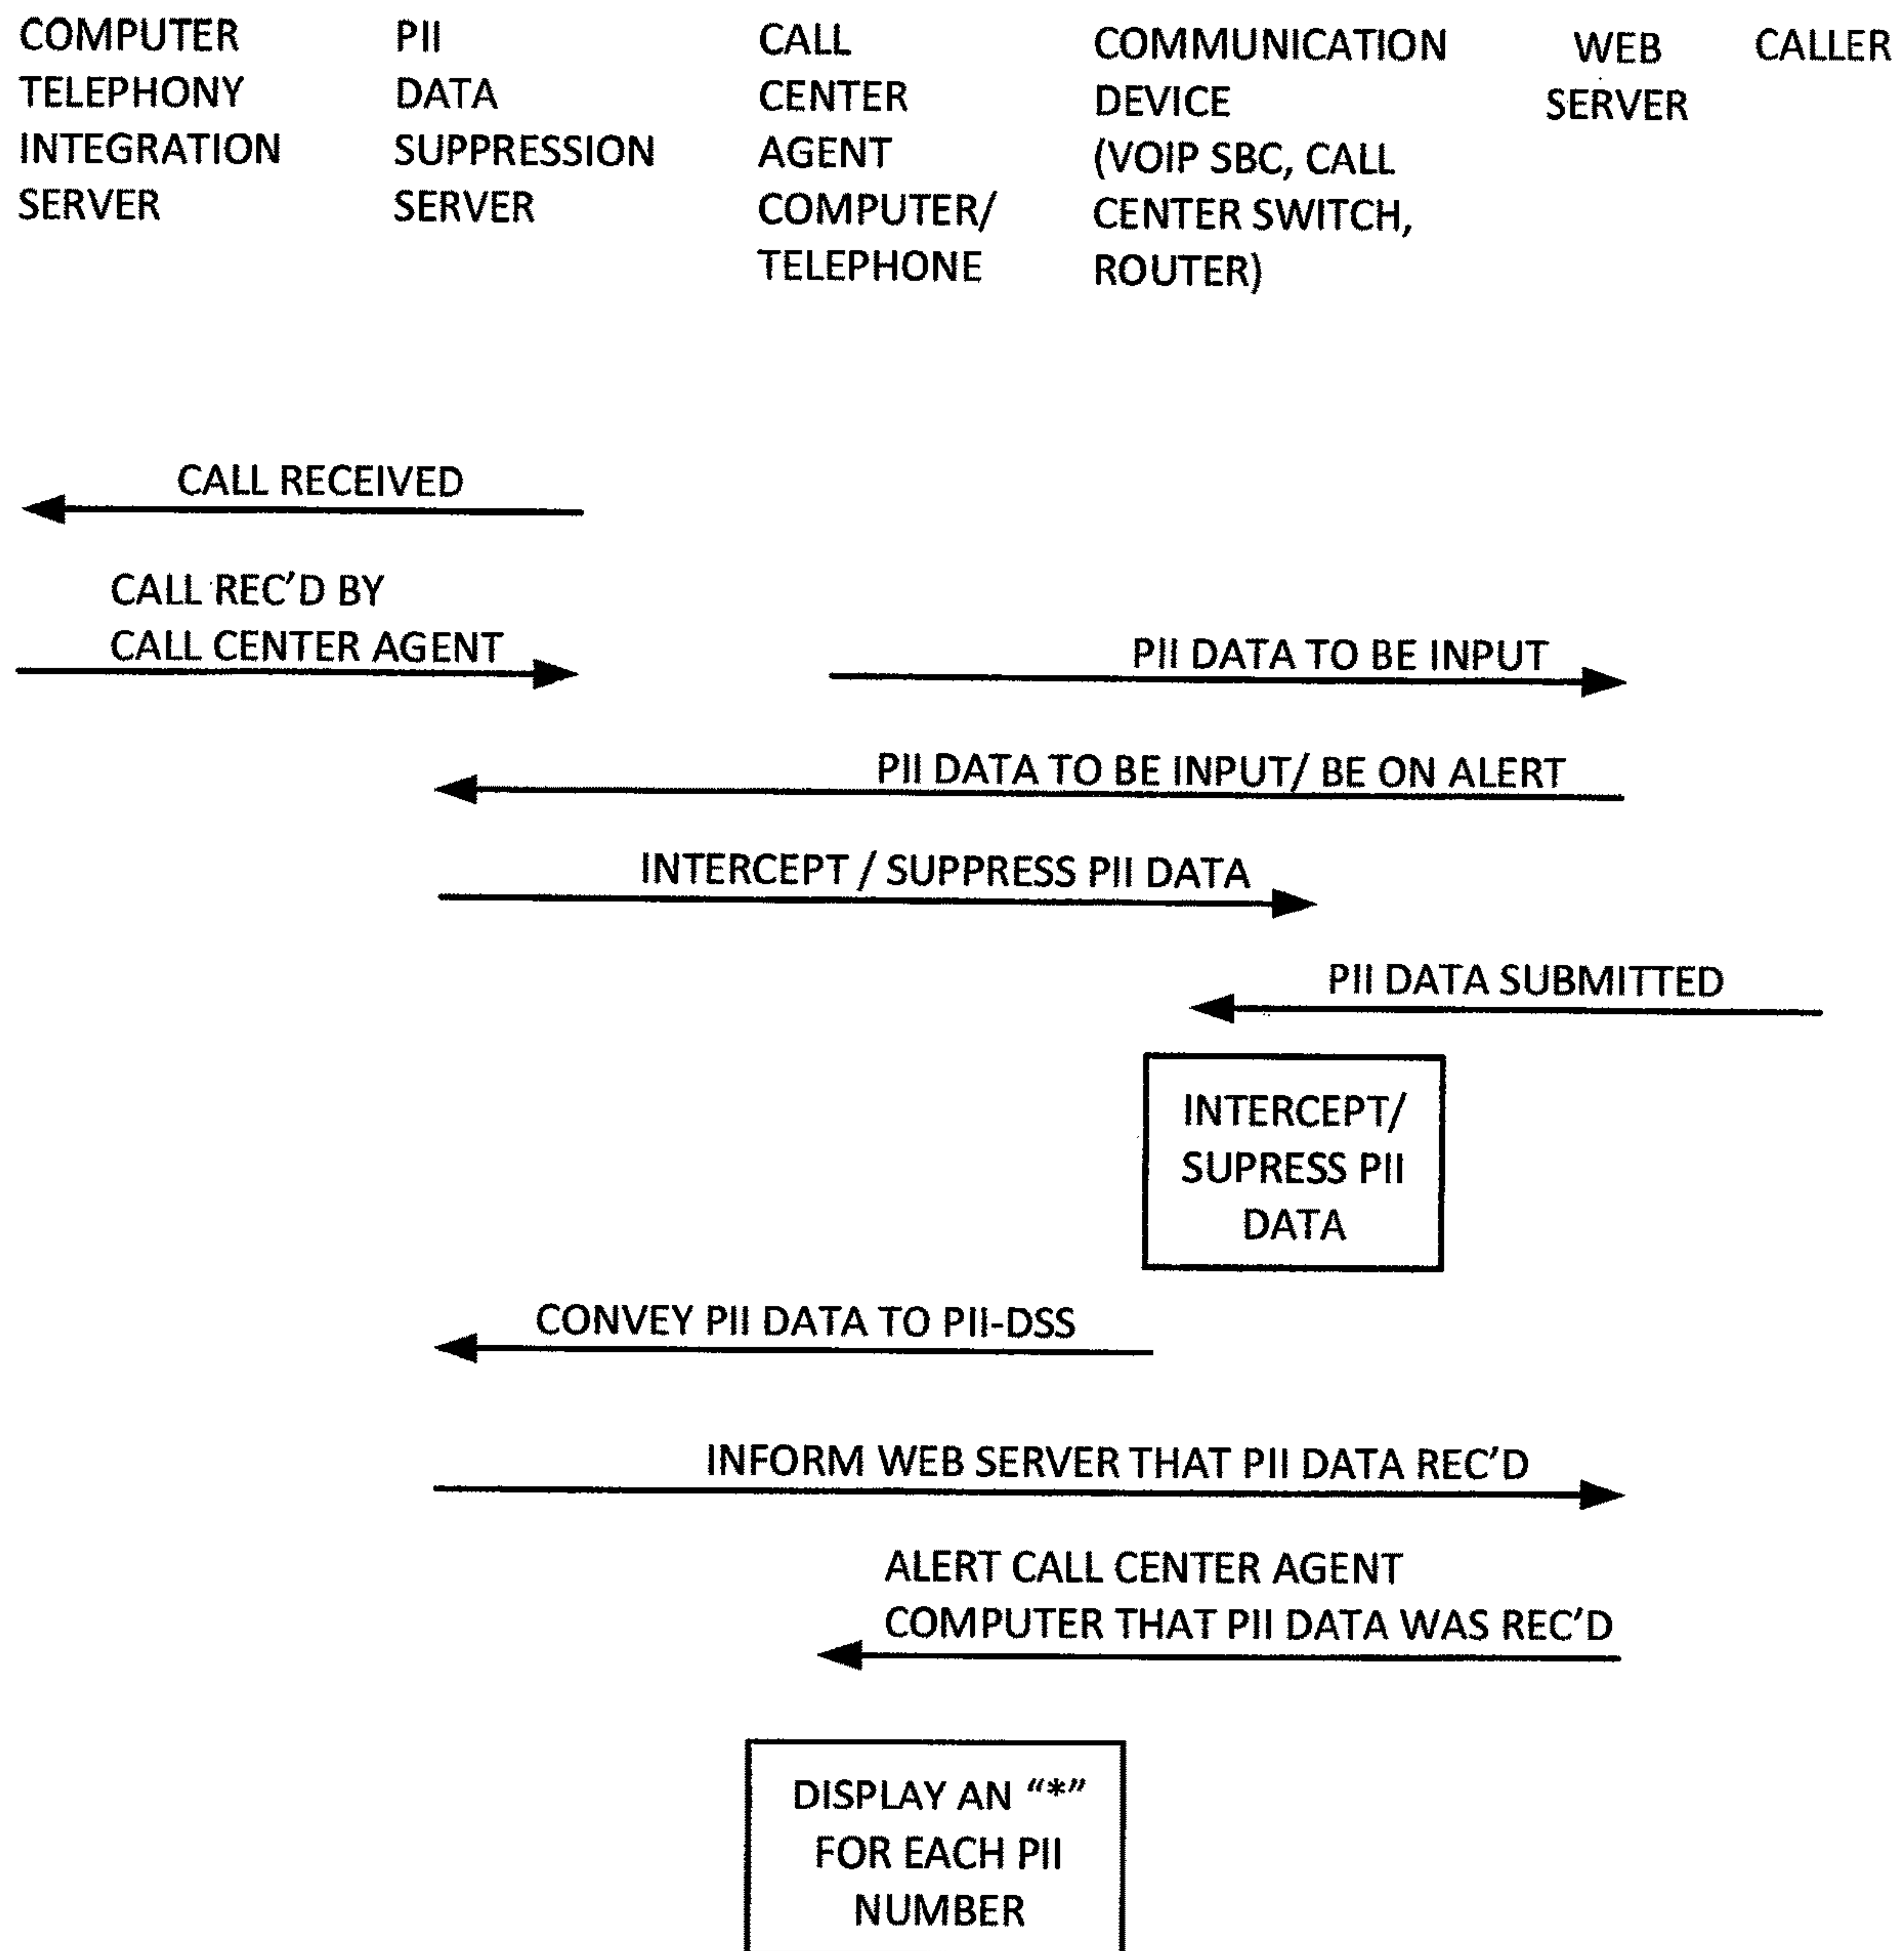 COMPUTER
TELEPHONY
INTEGRATION
SERVER
PII
DATA
SUPPRESSION
SERVER
CALL
CENTER
AGENT
COMPUTER/
TELEPHONE
COMMUNICATION
DEVICE
(VOIP SBC, CALL
CENTER SWITCH,
ROUTER)
WEB
SERVER
CALLER
CALL RECEIVED
CALL REC'D BY
CALL CENTER AGENT
PII DATA TO BE INPUT
PII DATA TO BE INPUT/ BE ON ALERT
INTERCEPT / SUPPRESS PII DATA
PII DATA SUBMITTED
INTERCEPT/
SUPRESS PII
DATA
CONVEY PII DATA TO PII-DSS
INFORM WEB SERVER THAT PII DATA REC'D
ALERT CALL CENTER AGENT
COMPUTER THAT PII DATA WAS REC'D
DISPLAY AN “*”
FOR EACH PII
NUMBER